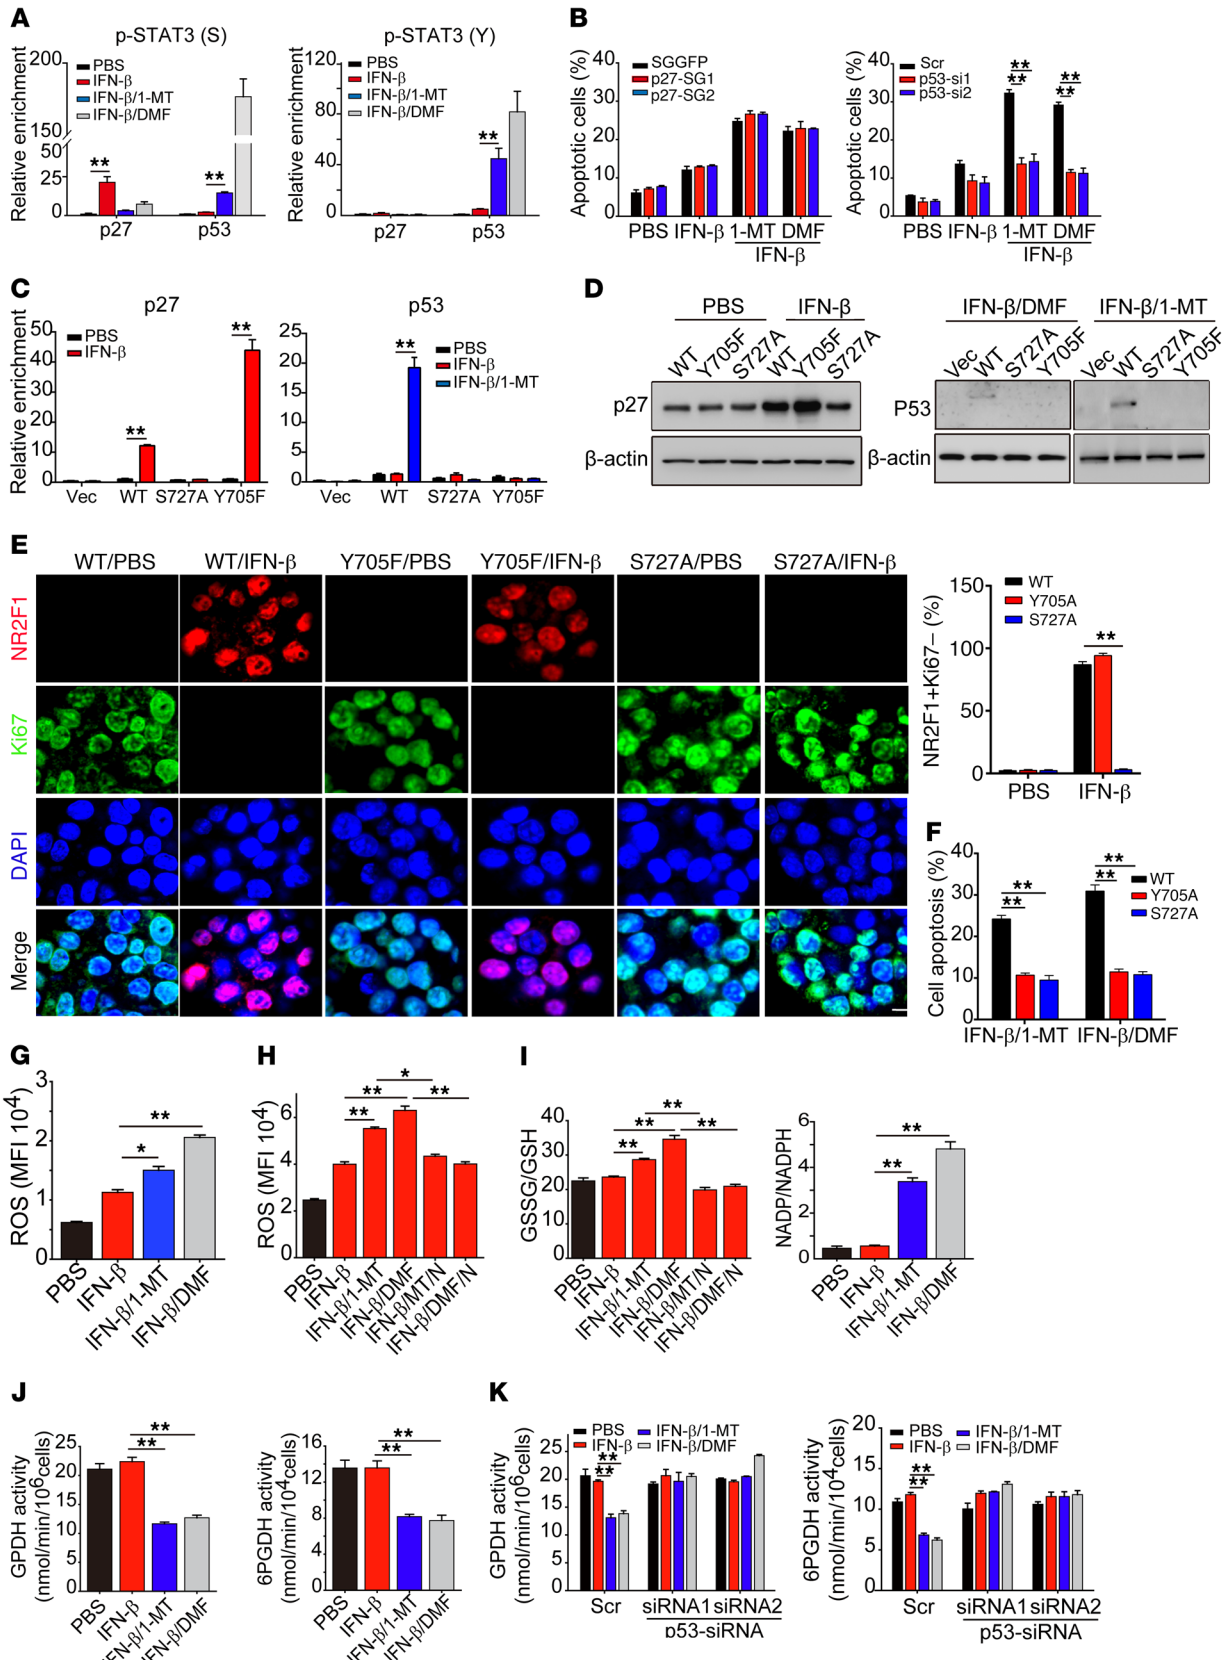 A
p-STAT3 (S)
Relative enrichment
200
150
50
25
0
PBS
IFN-β
IFN-β/1-MT
IFN-β/DMF
**
**
p27
p53
p-STAT3 (Y)
Relative enrichment
120
80
40
0
PBS
IFN-β
IFN-β/1-MT
IFN-β/DMF
**
p27
p53
B
Apoptotic cells (%)
40
30
20
10
0
SGGFP
p27-SG1
p27-SG2
PBS IFN-β 1-MT DMF
IFN-β
Apoptotic cells (%)
40
30
20
10
0
Scr
p53-si1
p53-si2
**
**
**
**
PBS IFN-β 1-MT DMF
IFN-β
C
p27
Relative enrichment
50
40
30
20
10
0
PBS
IFN-β
**
**
Vec WT S727A Y705F
p53
25
20
15
10
5
0
PBS
IFN-β
IFN-β/1-MT
**
Vec WT S727A Y705F
D
PBS IFN-β
WT Y705F S727A WT Y705F S727A
p27
β-actin
IFN-β/DMF IFN-β/1-MT
Vec WT S727A Y705F Vec WT S727A Y705F
P53
β-actin
E
WT/PBS WT/IFN-β Y705F/PBS Y705F/IFN-β S727A/PBS S727A/IFN-β
NR2F1
Ki67
DAPI
Merge
NR2F1+Ki67− (%)
150
100
50
0
WT
Y705A
S727A
**
PBS IFN-β
F
Cell apoptosis (%)
40
30
20
10
0
WT
Y705A
S727A
**
**
**
**
IFN-β/1-MT IFN-β/DMF
G
ROS (MFI 10⁴)
3
2
1
0
**
*
PBS
IFN-β
IFN-β/1-MT
IFN-β/DMF
H
ROS (MFI 10⁴)
6
4
2
0
*
**
**
**
PBS
IFN-β
IFN-β/1-MT
IFN-β/DMF
IFN-β/MT/N
IFN-β/DMF/N
I
GSSG/GSH
40
30
20
10
0
**
**
**
**
PBS
IFN-β
IFN-β/1-MT
IFN-β/DMF
IFN-β/MT/N
IFN-β/DMF/N
NADP/NADPH
6
4
2
0
**
**
PBS
IFN-β
IFN-β/1-MT
IFN-β/DMF
J
GPDH activity
(nmol/min/10⁶cells)
25
20
15
10
5
0
**
**
PBS
IFN-β
IFN-β/1-MT
IFN-β/DMF
6PGDH activity
(nmol/min/10⁴cells)
16
12
8
4
0
**
**
PBS
IFN-β
IFN-β/1-MT
IFN-β/DMF
K
GPDH activity
(nmol/min/10⁶cells)
25
20
15
10
5
0
PBS
IFN-β
IFN-β/1-MT
IFN-β/DMF
**
**
Scr siRNA1 siRNA2
p53-siRNA
6PGDH activity
(nmol/min/10⁴cells)
20
15
10
5
0
PBS
IFN-β
IFN-β/1-MT
IFN-β/DMF
**
**
Scr siRNA1 siRNA2
p53-siRNA